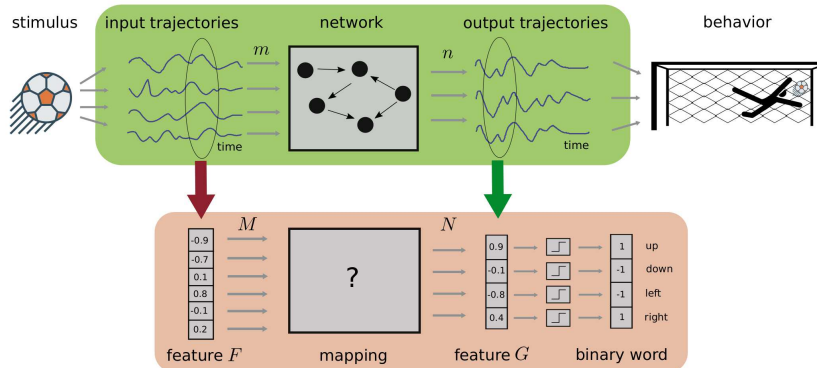 stimulus
input trajectories
network
output trajectories
behavior
m
n
time
time
M
N
-0.9
-0.7
0.1
0.8
-0.1
0.2
?
0.9
-0.1
-0.8
0.4
1
-1
-1
1
up
down
left
right
feature F
mapping
feature G
binary word